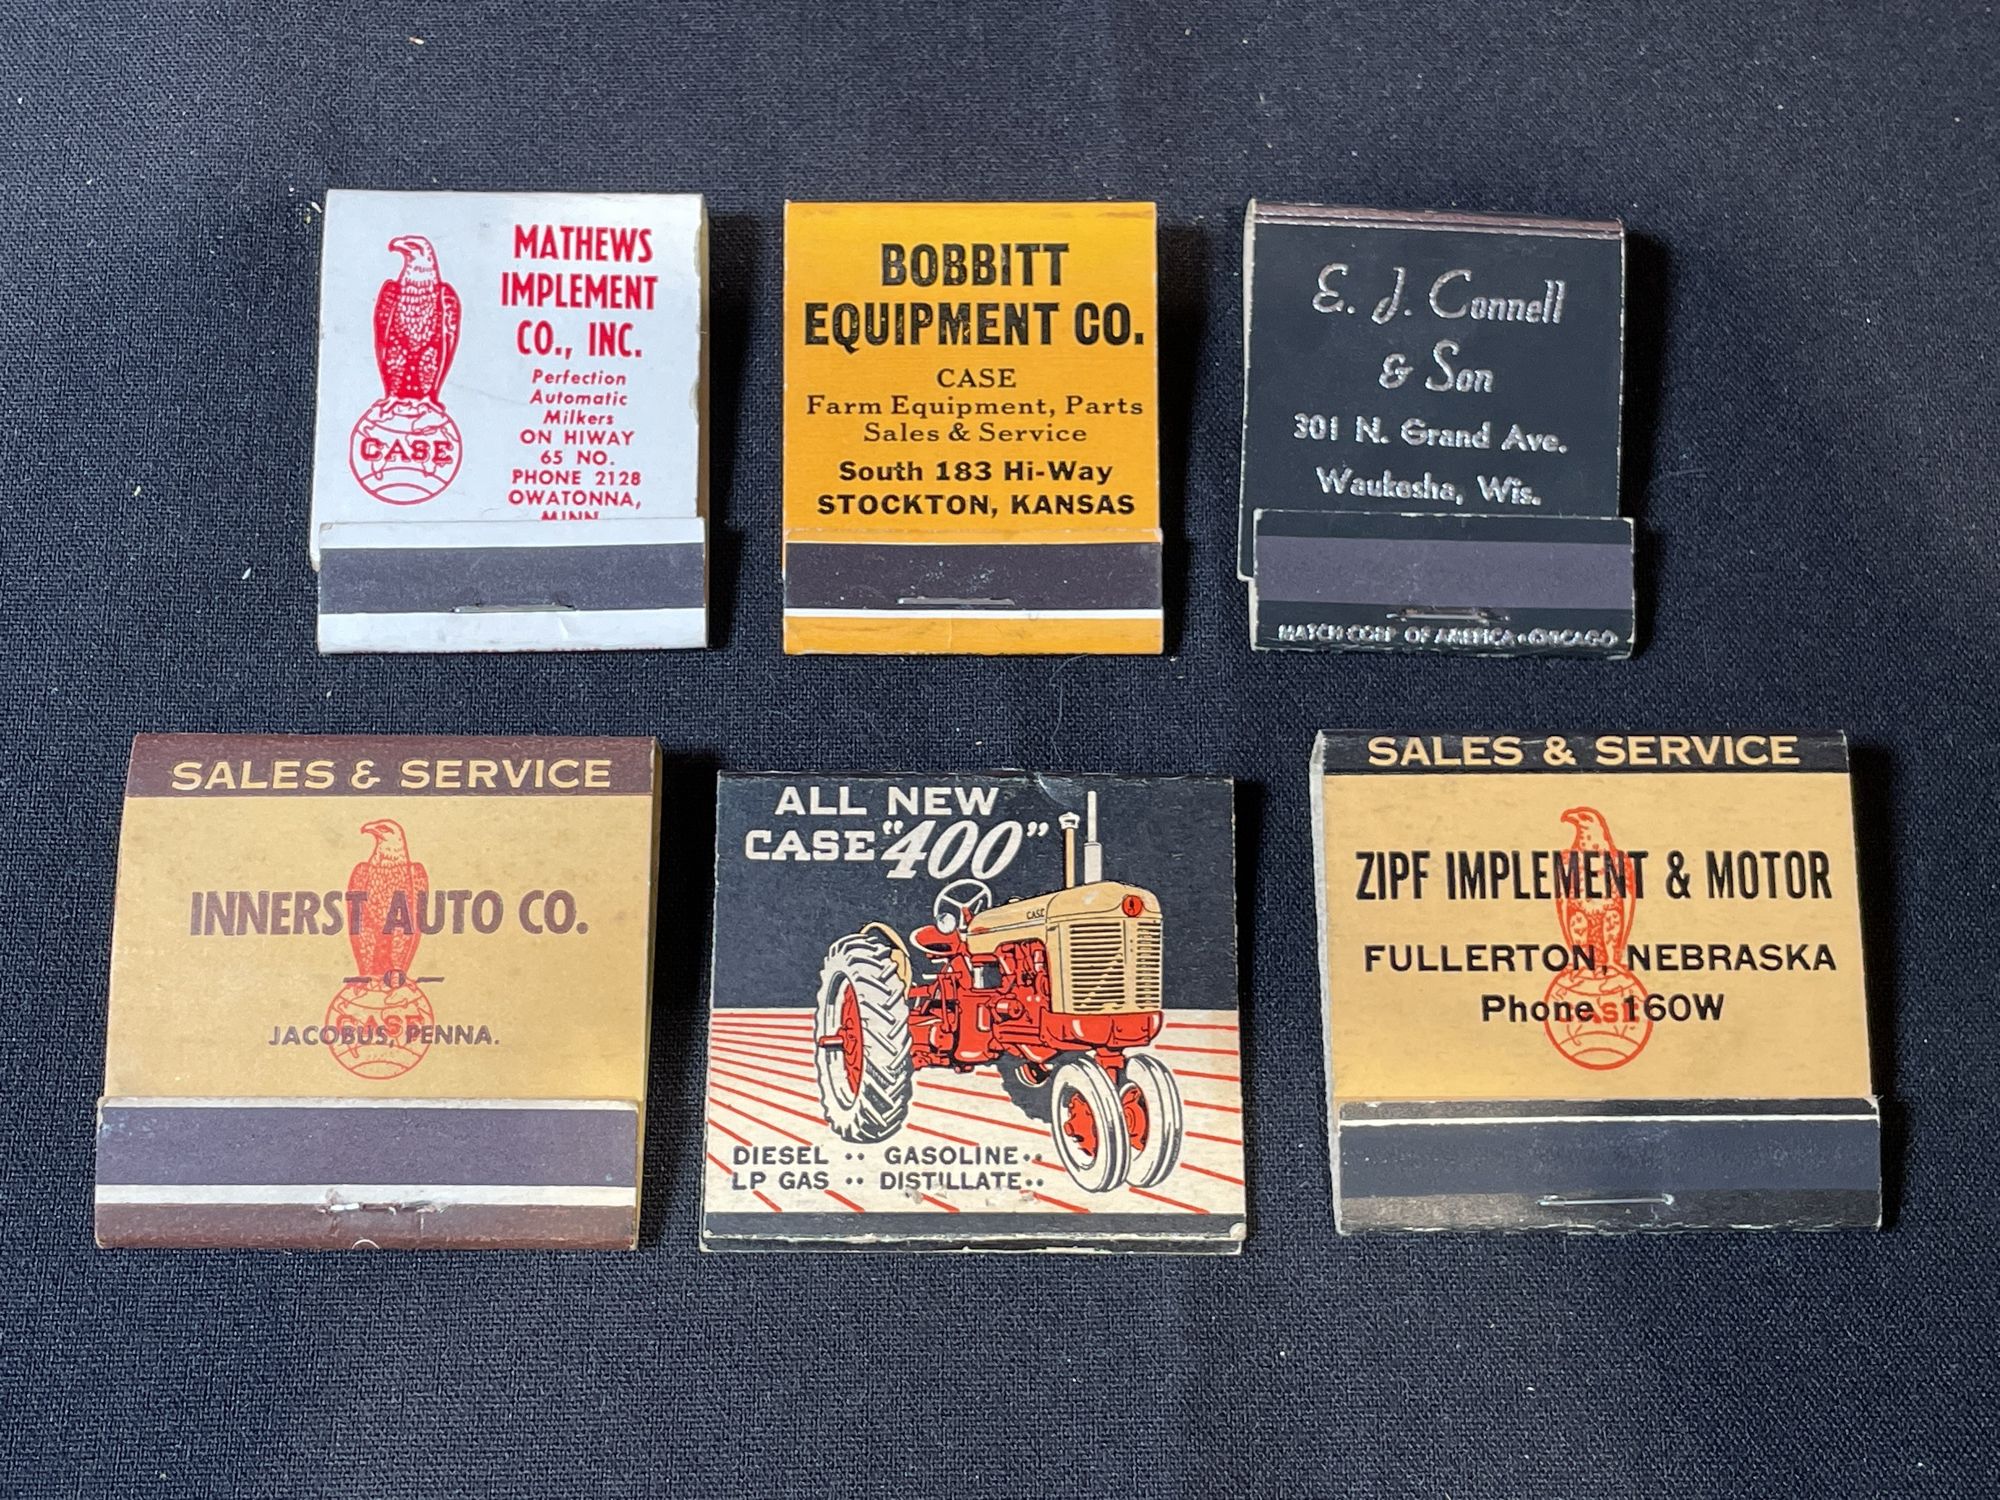 MATHEWS
IMPLEMENT
CO., INC.
Perfection
Automatic
Milkers
ON HIWAY
65 NO.
PHONE 2128
OWATONNA,
MINN.
CASE
BOBBITT
EQUIPMENT CO.
CASE
Farm Equipment, Parts
Sales & Service
South 183 Hi-Way
STOCKTON, KANSAS
E. J. Connell
& Son
301 N. Grand Ave.
Waukesha, Wis.
MATCH CORP OF AMERICA • CHICAGO
SALES & SERVICE
INNERST AUTO CO.
—o—
JACOBUS, PENNA.
CASE
ALL NEW
CASE "400"
CASE
DIESEL •• GASOLINE••
LP GAS •• DISTILLATE••
SALES & SERVICE
ZIPF IMPLEMENT & MOTOR
FULLERTON, NEBRASKA
Phone 160W
CASE